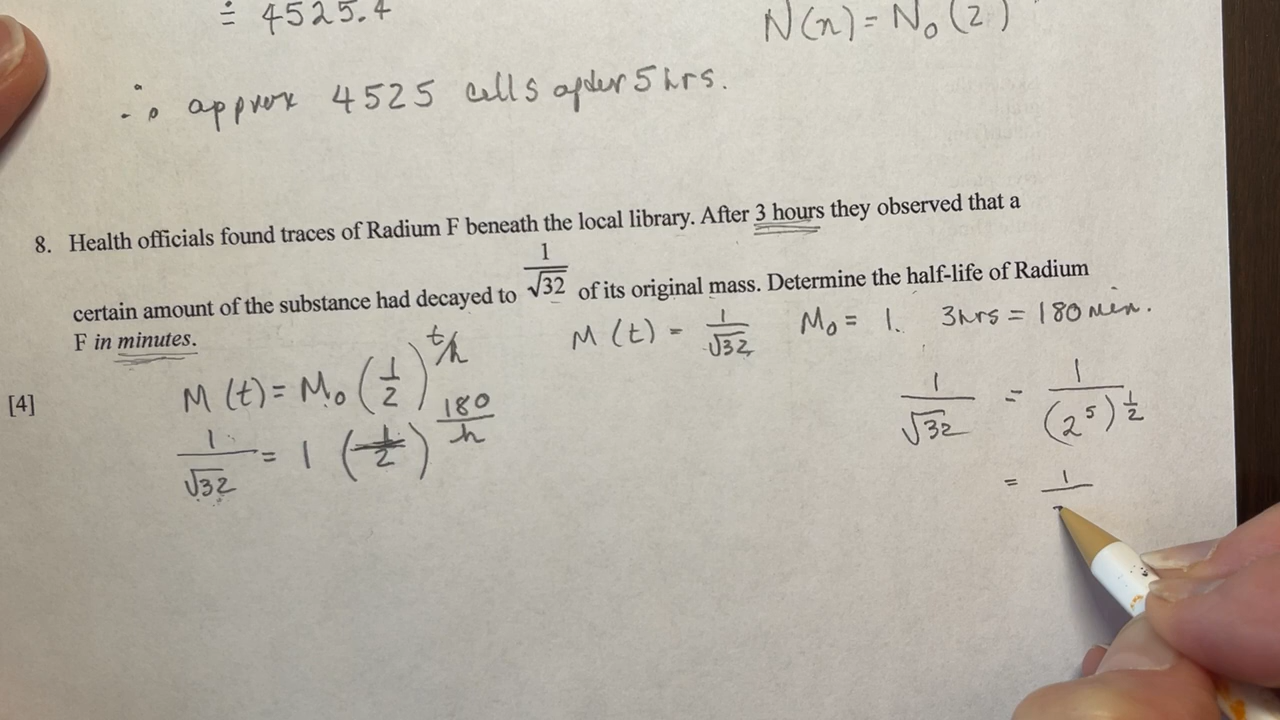 ≐ 4525.4
N(n) = N₀(2)
∴ approx 4525 cells after 5 hrs.
8. Health officials found traces of Radium F beneath the local library. After 3 hours they observed that a
certain amount of the substance had decayed to 1/√32 of its original mass. Determine the half-life of Radium
F in minutes.
M(t) = 1/√32 M₀ = 1. 3hrs = 180 min.
[4]
M(t) = M₀(1/2)^(t/h)
1/√32 = 1(1/2)^(180/h)
1/√32 = 1/(2⁵)^(1/2)
= 1/